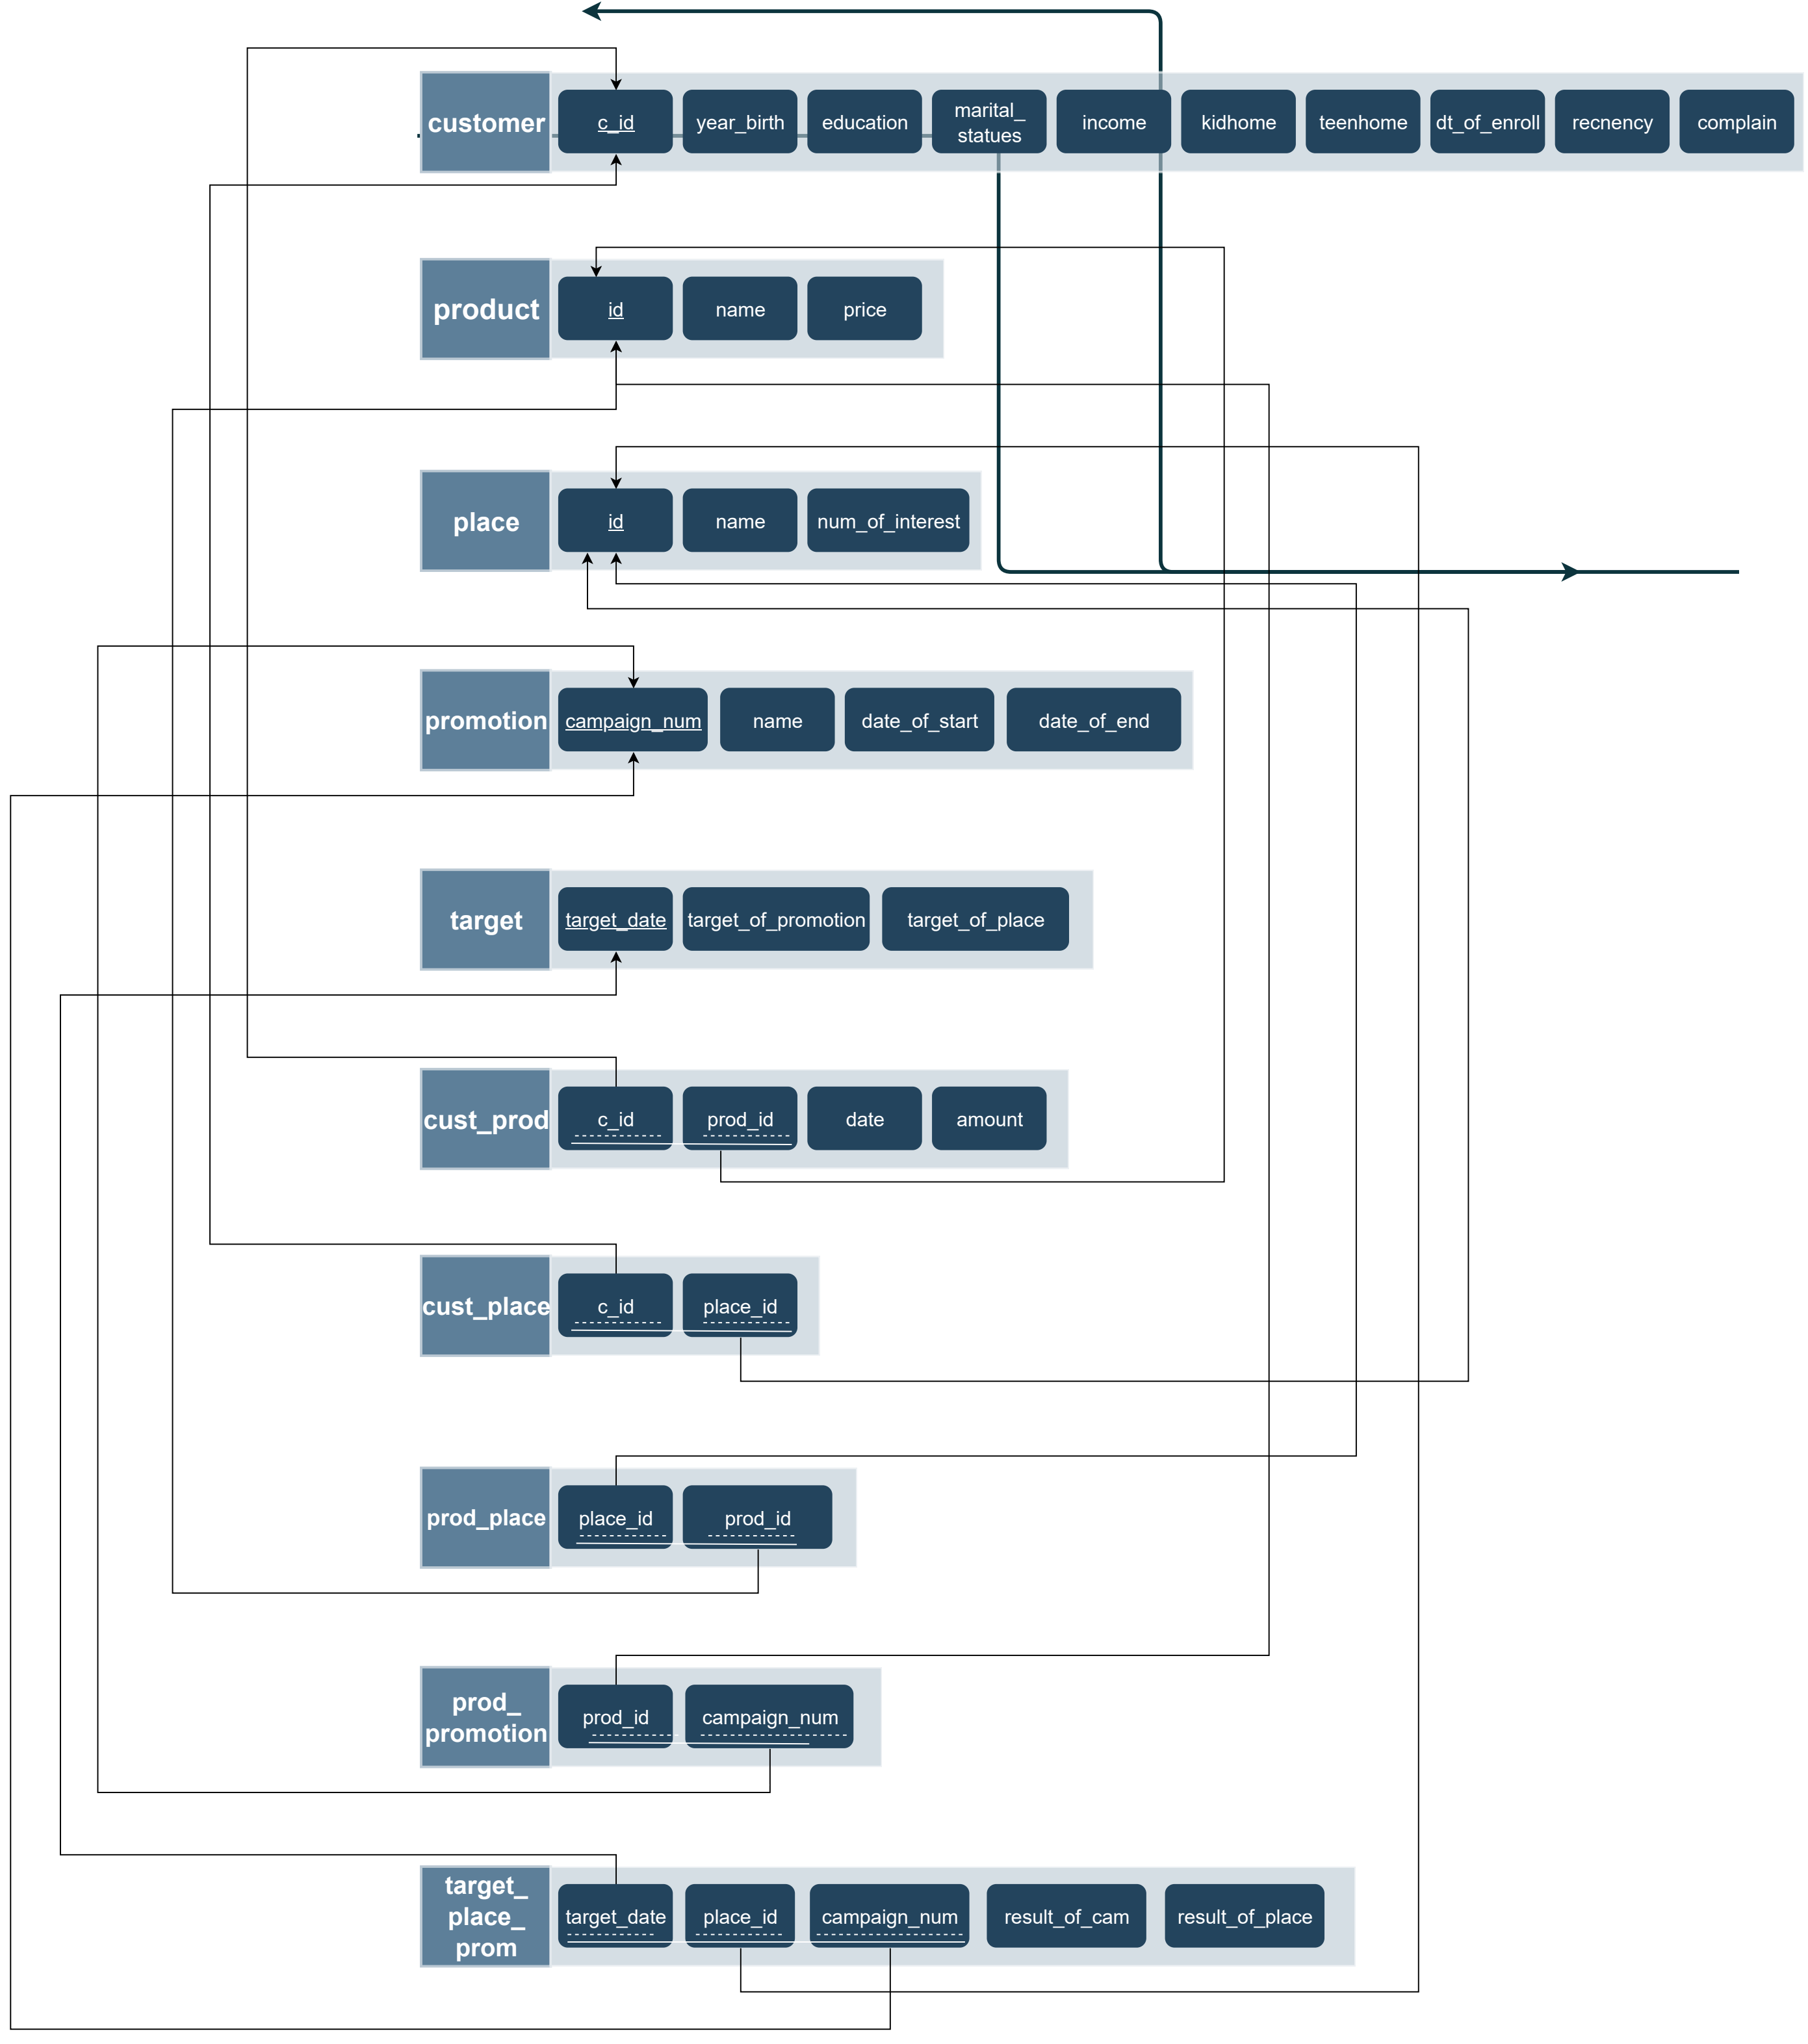 customer
c_id
year_birth
education
marital_
statues
income
kidhome
teenhome
dt_of_enroll
recnency
complain
product
id
name
price
place
id
name
num_of_interest
promotion
campaign_num
name
date_of_start
date_of_end
target
target_date
target_of_promotion
target_of_place
cust_prod
c_id
prod_id
date
amount
cust_place
c_id
place_id
prod_place
place_id
prod_id
prod_
promotion
prod_id
campaign_num
target_
place_
prom
target_date
place_id
campaign_num
result_of_cam
result_of_place